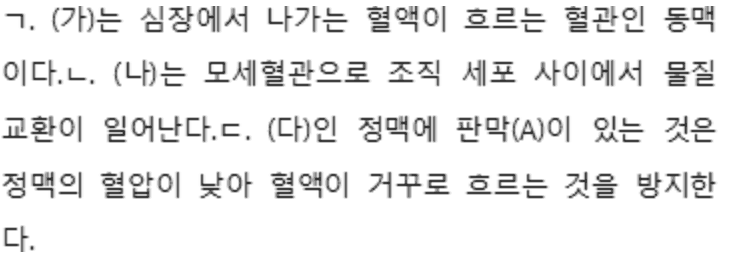 ㄱ. (가)는 심장에서 나가는 혈액이 흐르는 혈관인 동맥
이다.ㄴ. (나)는 모세혈관으로 조직 세포 사이에서 물질
교환이 일어난다.ㄷ. (다)인 정맥에 판막(A)이 있는 것은
정맥의 혈압이 낮아 혈액이 거꾸로 흐르는 것을 방지한
다.